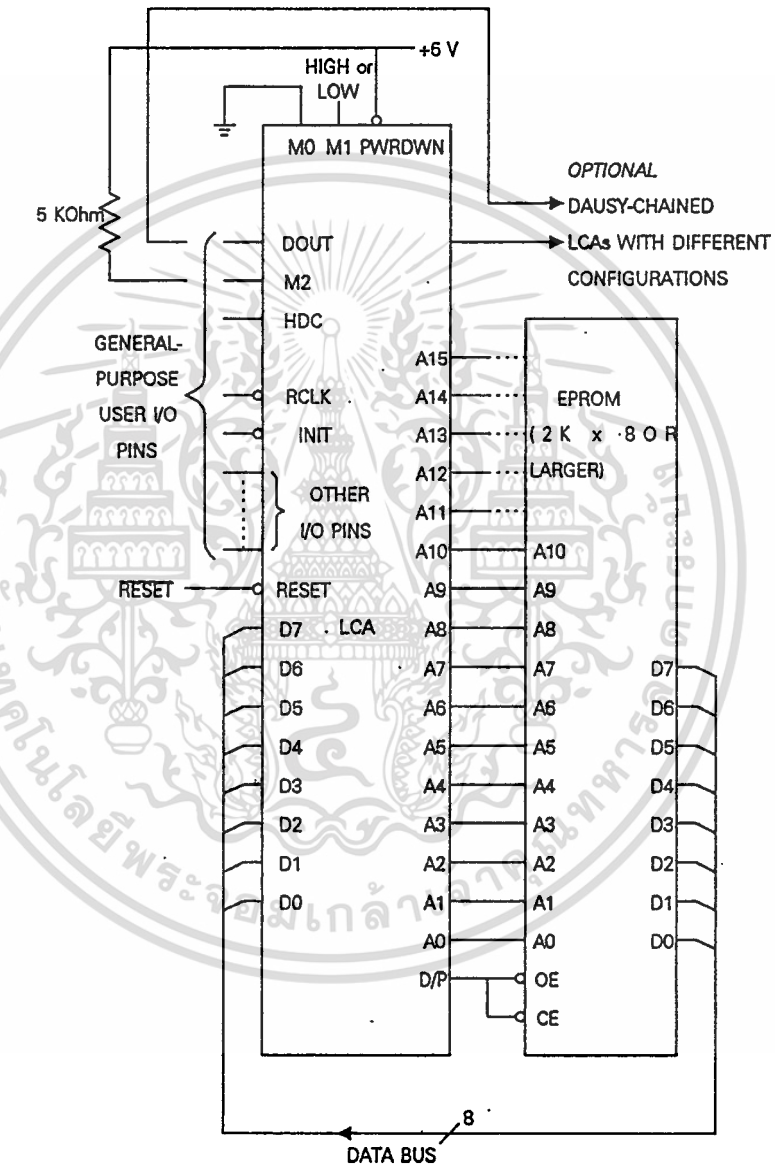 +5 V
HIGH or
LOW
M0 M1 PWRDWN
OPTIONAL
DAUSY-CHAINED
LCAs WITH DIFFERENT
CONFIGURATIONS
5 KOhm
DOUT
M2
HDC
GENERAL-
PURPOSE
USER I/O
PINS
RCLK
INIT
OTHER
I/O PINS
RESET
RESET
LCA
D7
D6
D5
D4
D3
D2
D1
D0
A15
A14
A13
A12
A11
A10
A9
A8
A7
A6
A5
A4
A3
A2
A1
A0
D/P
EPROM
(2K x 8 OR
LARGER)
A10
A9
A8
A7
A6
A5
A4
A3
A2
A1
A0
OE
CE
D7
D6
D5
D4
D3
D2
D1
D0
8
DATA BUS